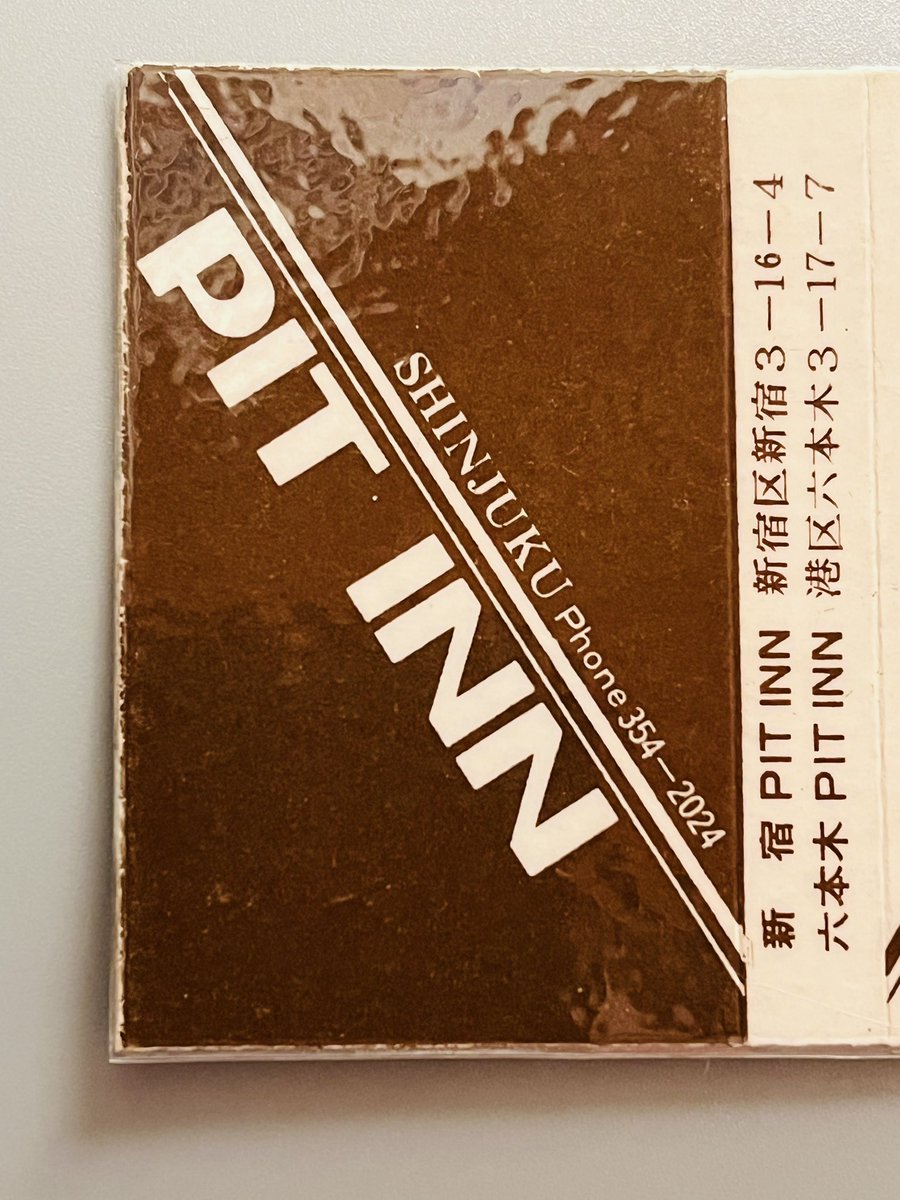 PIT INN
SHINJUKU Phone 354-2024
新宿 PIT INN 新宿区新宿3-16-4
六本木 PIT INN 港区六本木3-17-7